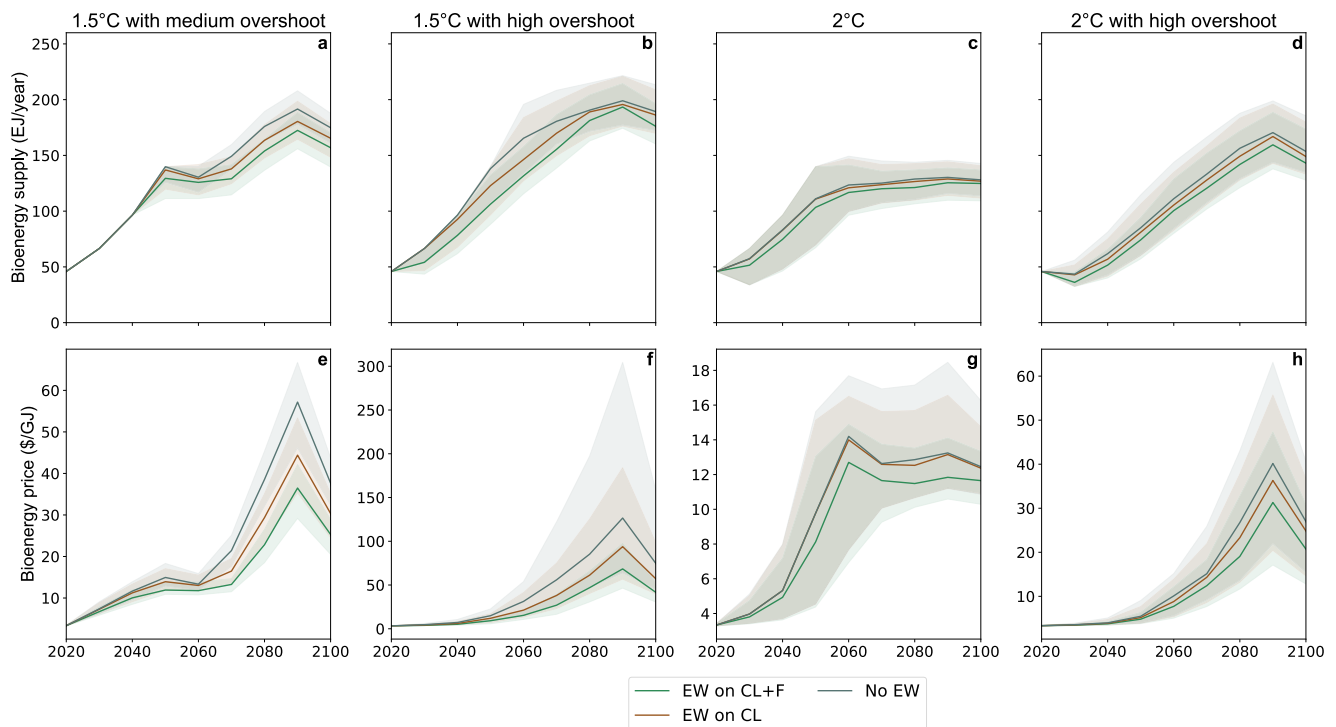 1.5°C with medium overshoot
1.5°C with high overshoot
2°C
2°C with high overshoot
a
b
c
d
Bioenergy supply (EJ/year)
250
200
150
100
50
0
e
f
g
h
Bioenergy price ($/GJ)
60
50
40
30
20
10
300
250
200
150
100
50
0
18
16
14
12
10
8
6
4
60
50
40
30
20
10
2020 2040 2060 2080 2100
2020 2040 2060 2080 2100
2020 2040 2060 2080 2100
2020 2040 2060 2080 2100
EW on CL+F
No EW
EW on CL